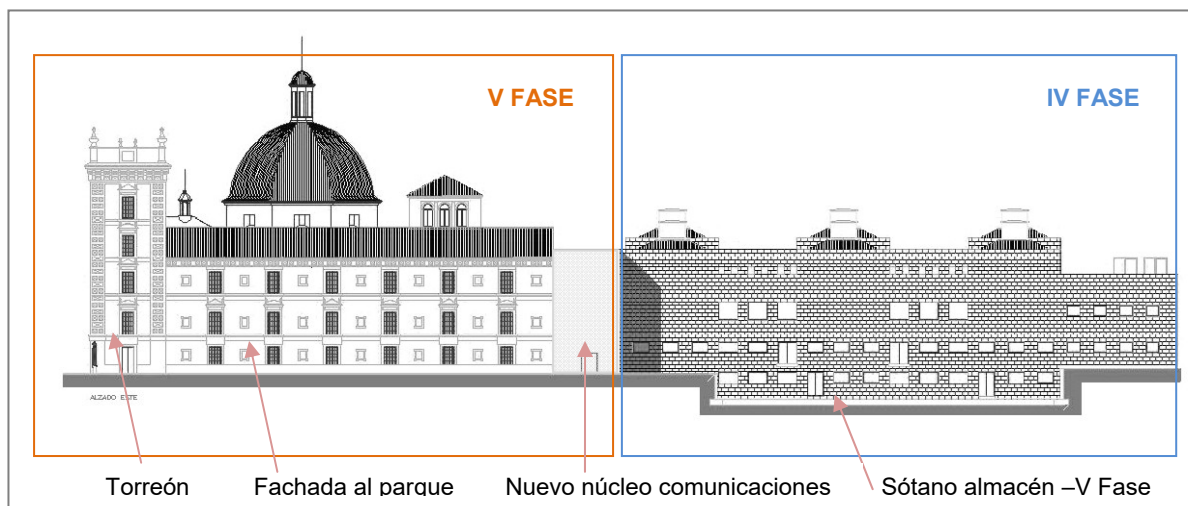 V FASE
IV FASE
ALZADO ESTE
Torreón
Fachada al parque
Nuevo núcleo comunicaciones
Sótano almacén –V Fase